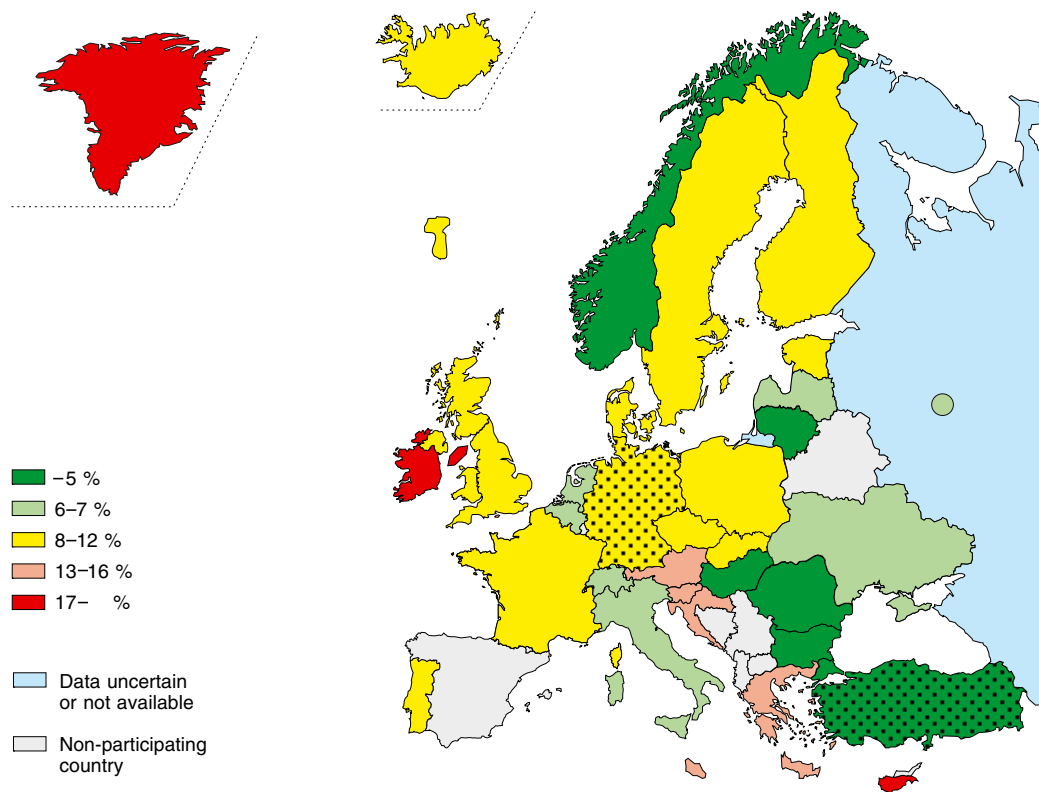 –5 %
6–7 %
8–12 %
13–16 %
17– %
Data uncertain
or not available
Non-participating
country